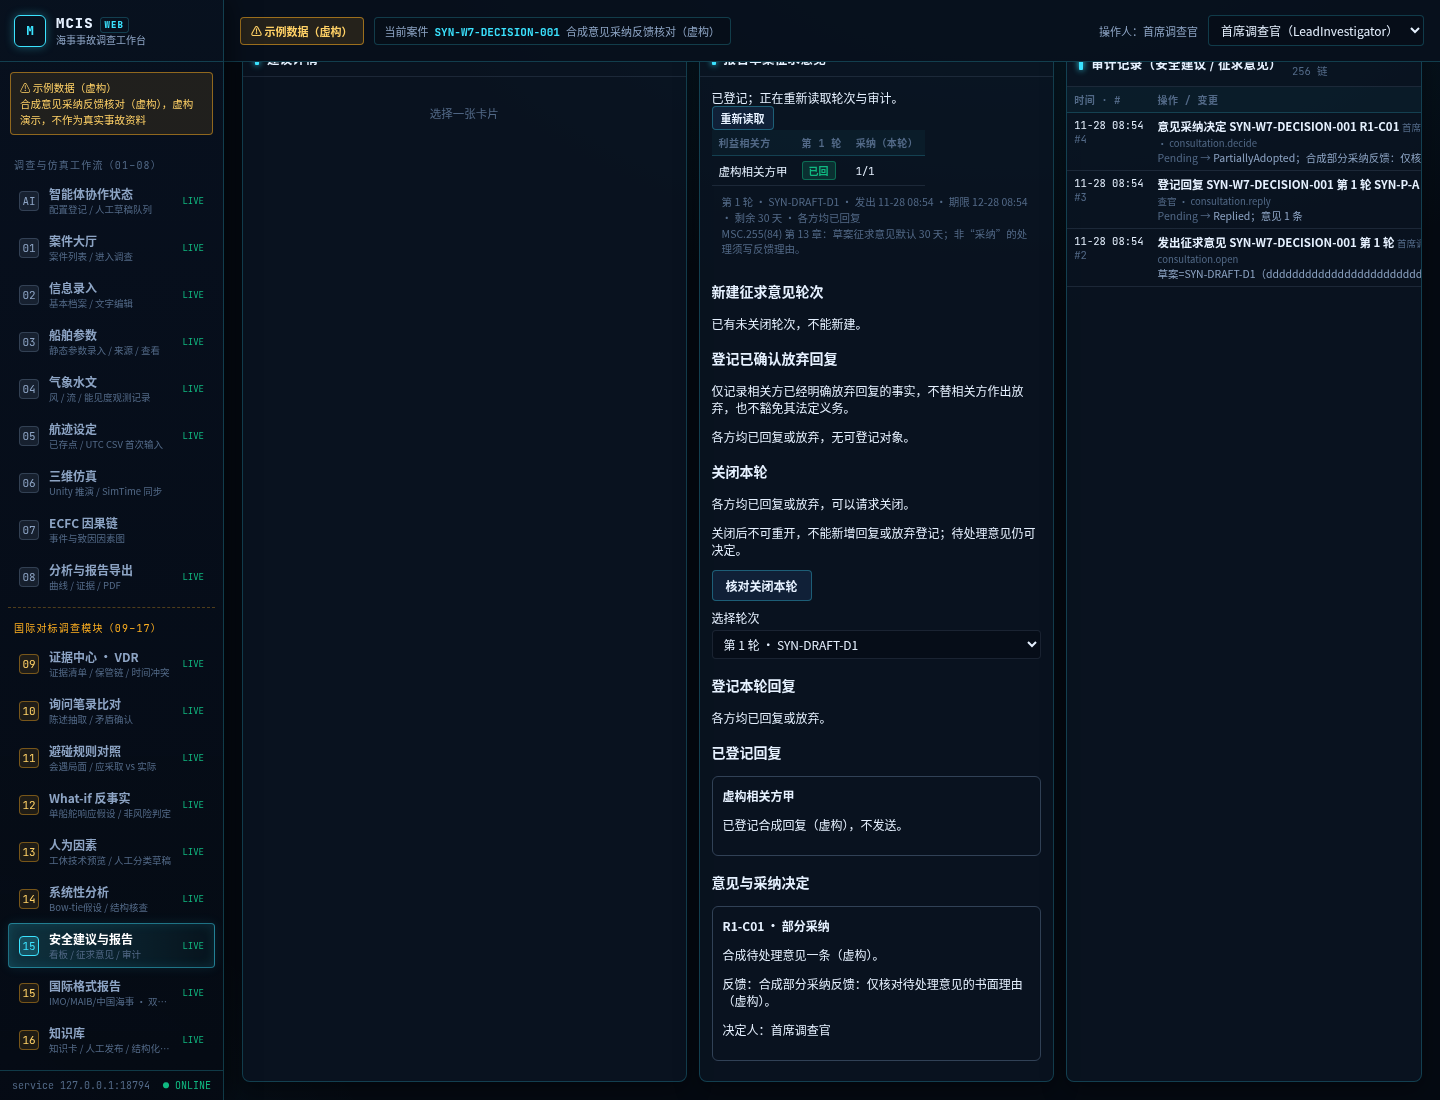 M
MCIS WEB
海事事故调查工作台
⚠ 示例数据（虚构）
当前案件 SYN-W7-DECISION-001 合成意见采纳反馈核对（虚构）
操作人：首席调查官
首席调查官（LeadInvestigator）
⚠ 示例数据（虚构）
合成意见采纳反馈核对（虚构），虚构
演示，不作为真实事故资料
调查与仿真工作流（01–08）
AI 智能体协作状态 LIVE
配置登记 / 人工草稿队列
01 案件大厅 LIVE
案件列表 / 进入调查
02 信息录入 LIVE
基本档案 / 文字编辑
03 船舶参数 LIVE
静态参数录入 / 来源 / 查看
04 气象水文 LIVE
风 / 流 / 能见度观测记录
05 航迹设定 LIVE
已存点 / UTC CSV 首次输入
06 三维仿真
Unity 推演 / SimTime 同步
07 ECFC 因果链
事件与致因因素图
08 分析与报告导出 LIVE
曲线 / 证据 / PDF
国际对标调查模块（09–17）
09 证据中心 · VDR LIVE
证据清单 / 保管链 / 时间冲突
10 询问笔录比对 LIVE
陈述抽取 / 矛盾确认
11 避碰规则对照 LIVE
会遇局面 / 应采取 vs 实际
12 What-if 反事实 LIVE
单船舵响应假设 / 非风险判定
13 人为因素 LIVE
工休技术预览 / 人工分类草稿
14 系统性分析 LIVE
Bow-tie假设 / 结构核查
15 安全建议与报告 LIVE
看板 / 征求意见 / 审计
15 国际格式报告 LIVE
IMO/MAIB/中国海事 · 双…
16 知识库 LIVE
知识卡 / 人工发布 / 结构化…
service 127.0.0.1:18794 ● ONLINE
选择一张卡片
已登记；正在重新读取轮次与审计。
重新读取
利益相关方 第 1 轮 采纳（本轮）
虚构相关方甲 已回 1/1
第 1 轮 · SYN-DRAFT-D1 · 发出 11-28 08:54 · 期限 12-28 08:54
· 剩余 30 天 · 各方均已回复
MSC.255(84) 第 13 章：草案征求意见默认 30 天；非“采纳”的处
理须写反馈理由。
新建征求意见轮次
已有未关闭轮次，不能新建。
登记已确认放弃回复
仅记录相关方已经明确放弃回复的事实，不替相关方作出放
弃，也不豁免其法定义务。
各方均已回复或放弃，无可登记对象。
关闭本轮
各方均已回复或放弃，可以请求关闭。
关闭后不可重开，不能新增回复或放弃登记；待处理意见仍可
决定。
核对关闭本轮
选择轮次
第 1 轮 · SYN-DRAFT-D1
登记本轮回复
各方均已回复或放弃。
已登记回复
虚构相关方甲
已登记合成回复（虚构），不发送。
意见与采纳决定
R1-C01 · 部分采纳
合成待处理意见一条（虚构）。
反馈：合成部分采纳反馈：仅核对待处理意见的书面理由
（虚构）。
决定人：首席调查官
审计记录（安全建议 / 征求意见）
256 链
时间 · # 操作 / 变更
11-28 08:54 意见采纳决定 SYN-W7-DECISION-001 R1-C01 首席
#4 · consultation.decide
Pending → PartiallyAdopted；合成部分采纳反馈：仅核
11-28 08:54 登记回复 SYN-W7-DECISION-001 第 1 轮 SYN-P-A
#3 查官 · consultation.reply
Pending → Replied；意见 1 条
11-28 08:54 发出征求意见 SYN-W7-DECISION-001 第 1 轮 首席
#2 consultation.open
草案=SYN-DRAFT-D1（dddddddddddddddddddddddd